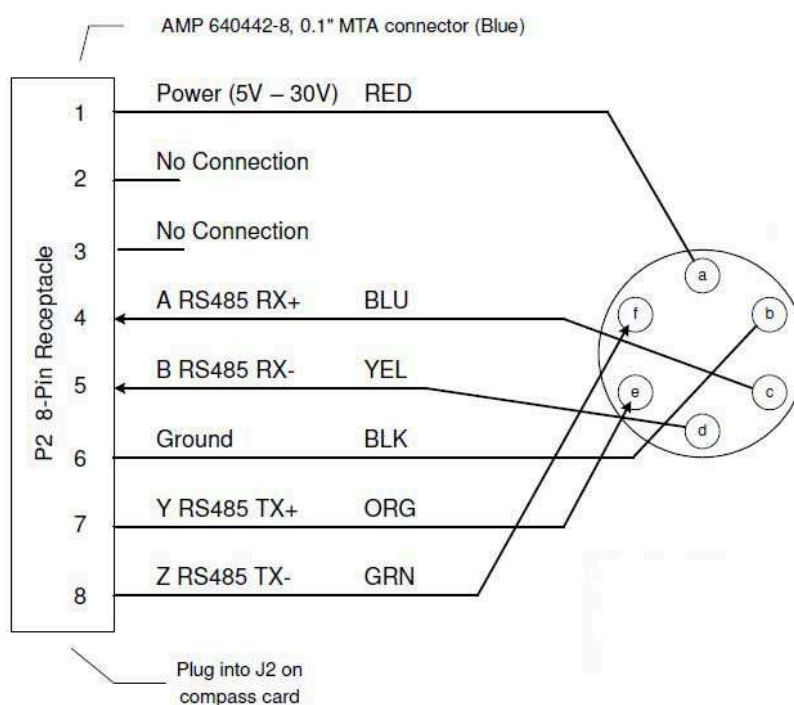 AMP 640442-8, 0.1" MTA connector (Blue)
P2 8-Pin Receptacle
1 Power (5V – 30V) RED
2 No Connection
3 No Connection
4 A RS485 RX+ BLU
5 B RS485 RX- YEL
6 Ground BLK
7 Y RS485 TX+ ORG
8 Z RS485 TX- GRN
a
f b
e c
d
Plug into J2 on
compass card